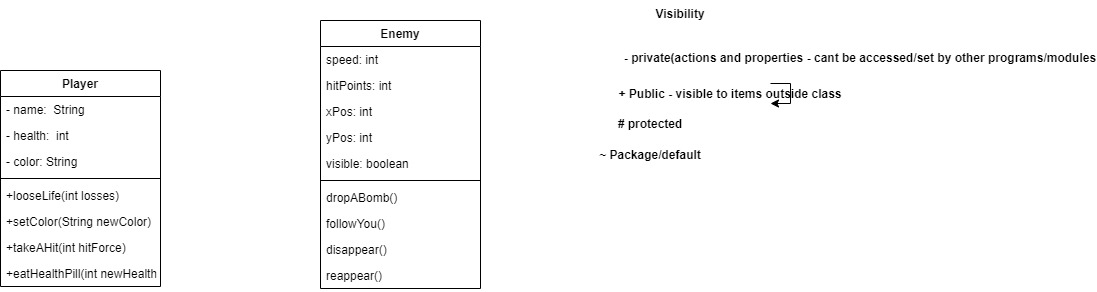 Player
- name:  String
- health:  int
- color: String
+looseLife(int losses)
+setColor(String newColor)
+takeAHit(int hitForce)
+eatHealthPill(int newHealth
Enemy
speed: int
hitPoints: int
xPos: int
yPos: int
visible: boolean
dropABomb()
followYou()
disappear()
reappear()
Visibility
- private(actions and properties - cant be accessed/set by other programs/modules
+ Public - visible to items outside class
# protected
~ Package/default